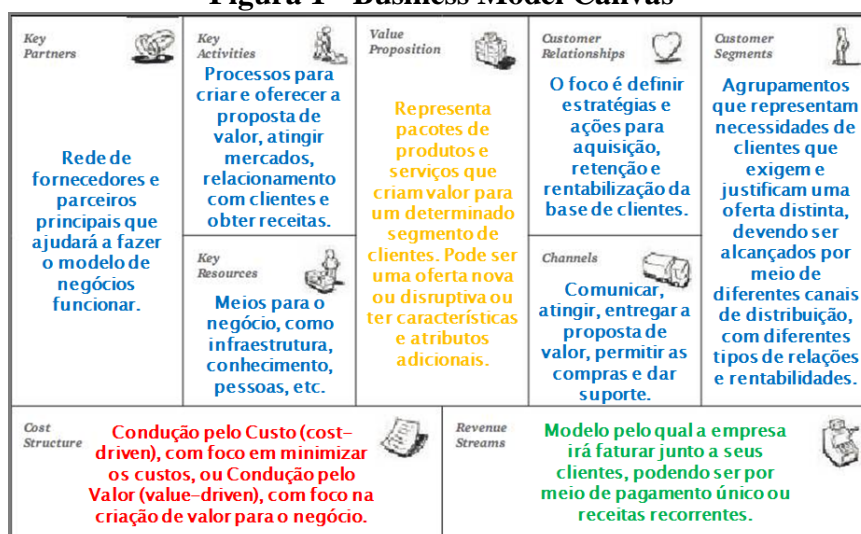 Figura 1 - Business Model Canvas
Key
Partners
Rede de
fornecedores e
parceiros
principais que
ajudará a fazer
o modelo de
negócios
funcionar.
Key
Activities
Processos para
criar e oferecer a
proposta de
valor, atingir
mercados,
relacionamento
com clientes e
obter receitas.
Key
Resources
Meios para o
negócio, como
infraestrutura,
conhecimento,
pessoas, etc.
Value
Proposition
Representa
pacotes de
produtos e
serviços que
criam valor para
um determinado
segmento de
clientes. Pode ser
uma oferta nova
ou disruptiva ou
ter características
e atributos
adicionais.
Customer
Relationships
O foco é definir
estratégias e
ações para
aquisição,
retenção e
rentabilização da
base de clientes.
Channels
Comunicar,
atingir, entregar a
proposta de
valor, permitir as
compras e dar
suporte.
Customer
Segments
Agrupamentos
que representam
necessidades de
clientes que
exigem e
justificam uma
oferta distinta,
devendo ser
alcançados por
meio de
diferentes canais
de distribuição,
com diferentes
tipos de relações
e rentabilidades.
Cost
Structure
Condução pelo Custo (cost-
driven), com foco em minimizar
os custos, ou Condução pelo
Valor (value-driven), com foco na
criação de valor para o negócio.
Revenue
Streams
Modelo pelo qual a empresa
irá faturar junto a seus
clientes, podendo ser por
meio de pagamento único ou
receitas recorrentes.